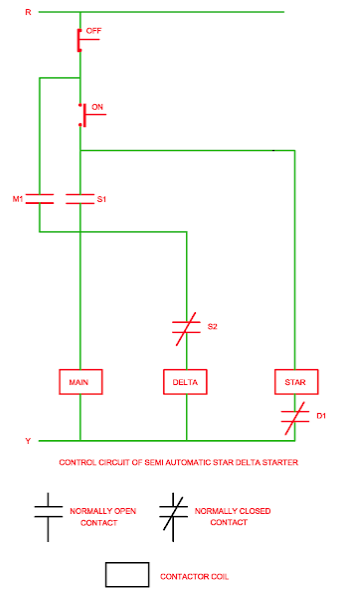 R
OFF
ON
M1
S1
S2
MAIN
DELTA
STAR
D1
Y
CONTROL CIRCUIT OF SEMI AUTOMATIC STAR DELTA STARTER
NORMALLY OPEN
CONTACT
NORMALLY CLOSED
CONTACT
CONTACTOR COIL